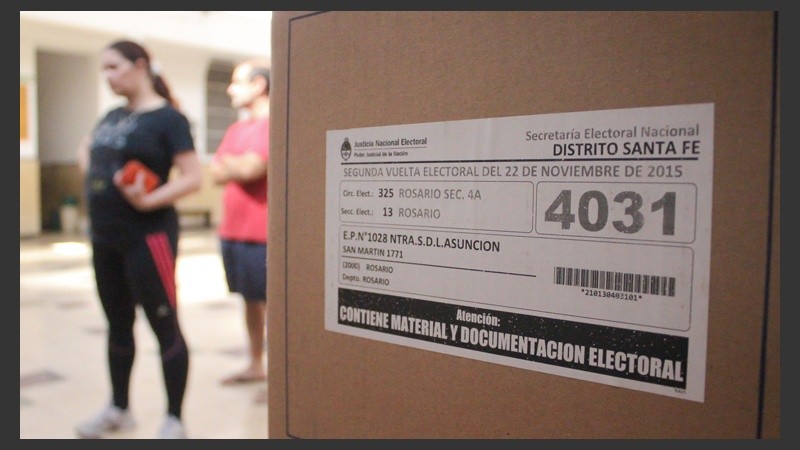 Justicia Nacional Electoral
Poder Judicial de la Nación
Secretaría Electoral Nacional
DISTRITO SANTA FE
SEGUNDA VUELTA ELECTORAL DEL 22 DE NOVIEMBRE DE 2015
Circ. Elect.: 325 ROSARIO SEC. 4A
Secc. Elect.: 13 ROSARIO
4031
E.P.N°1028 NTRA.S.D.L.ASUNCION
SAN MARTIN 1771
(2000) ROSARIO
Depto. ROSARIO
*210130403101*
Atención:
CONTIENE MATERIAL Y DOCUMENTACION ELECTORAL